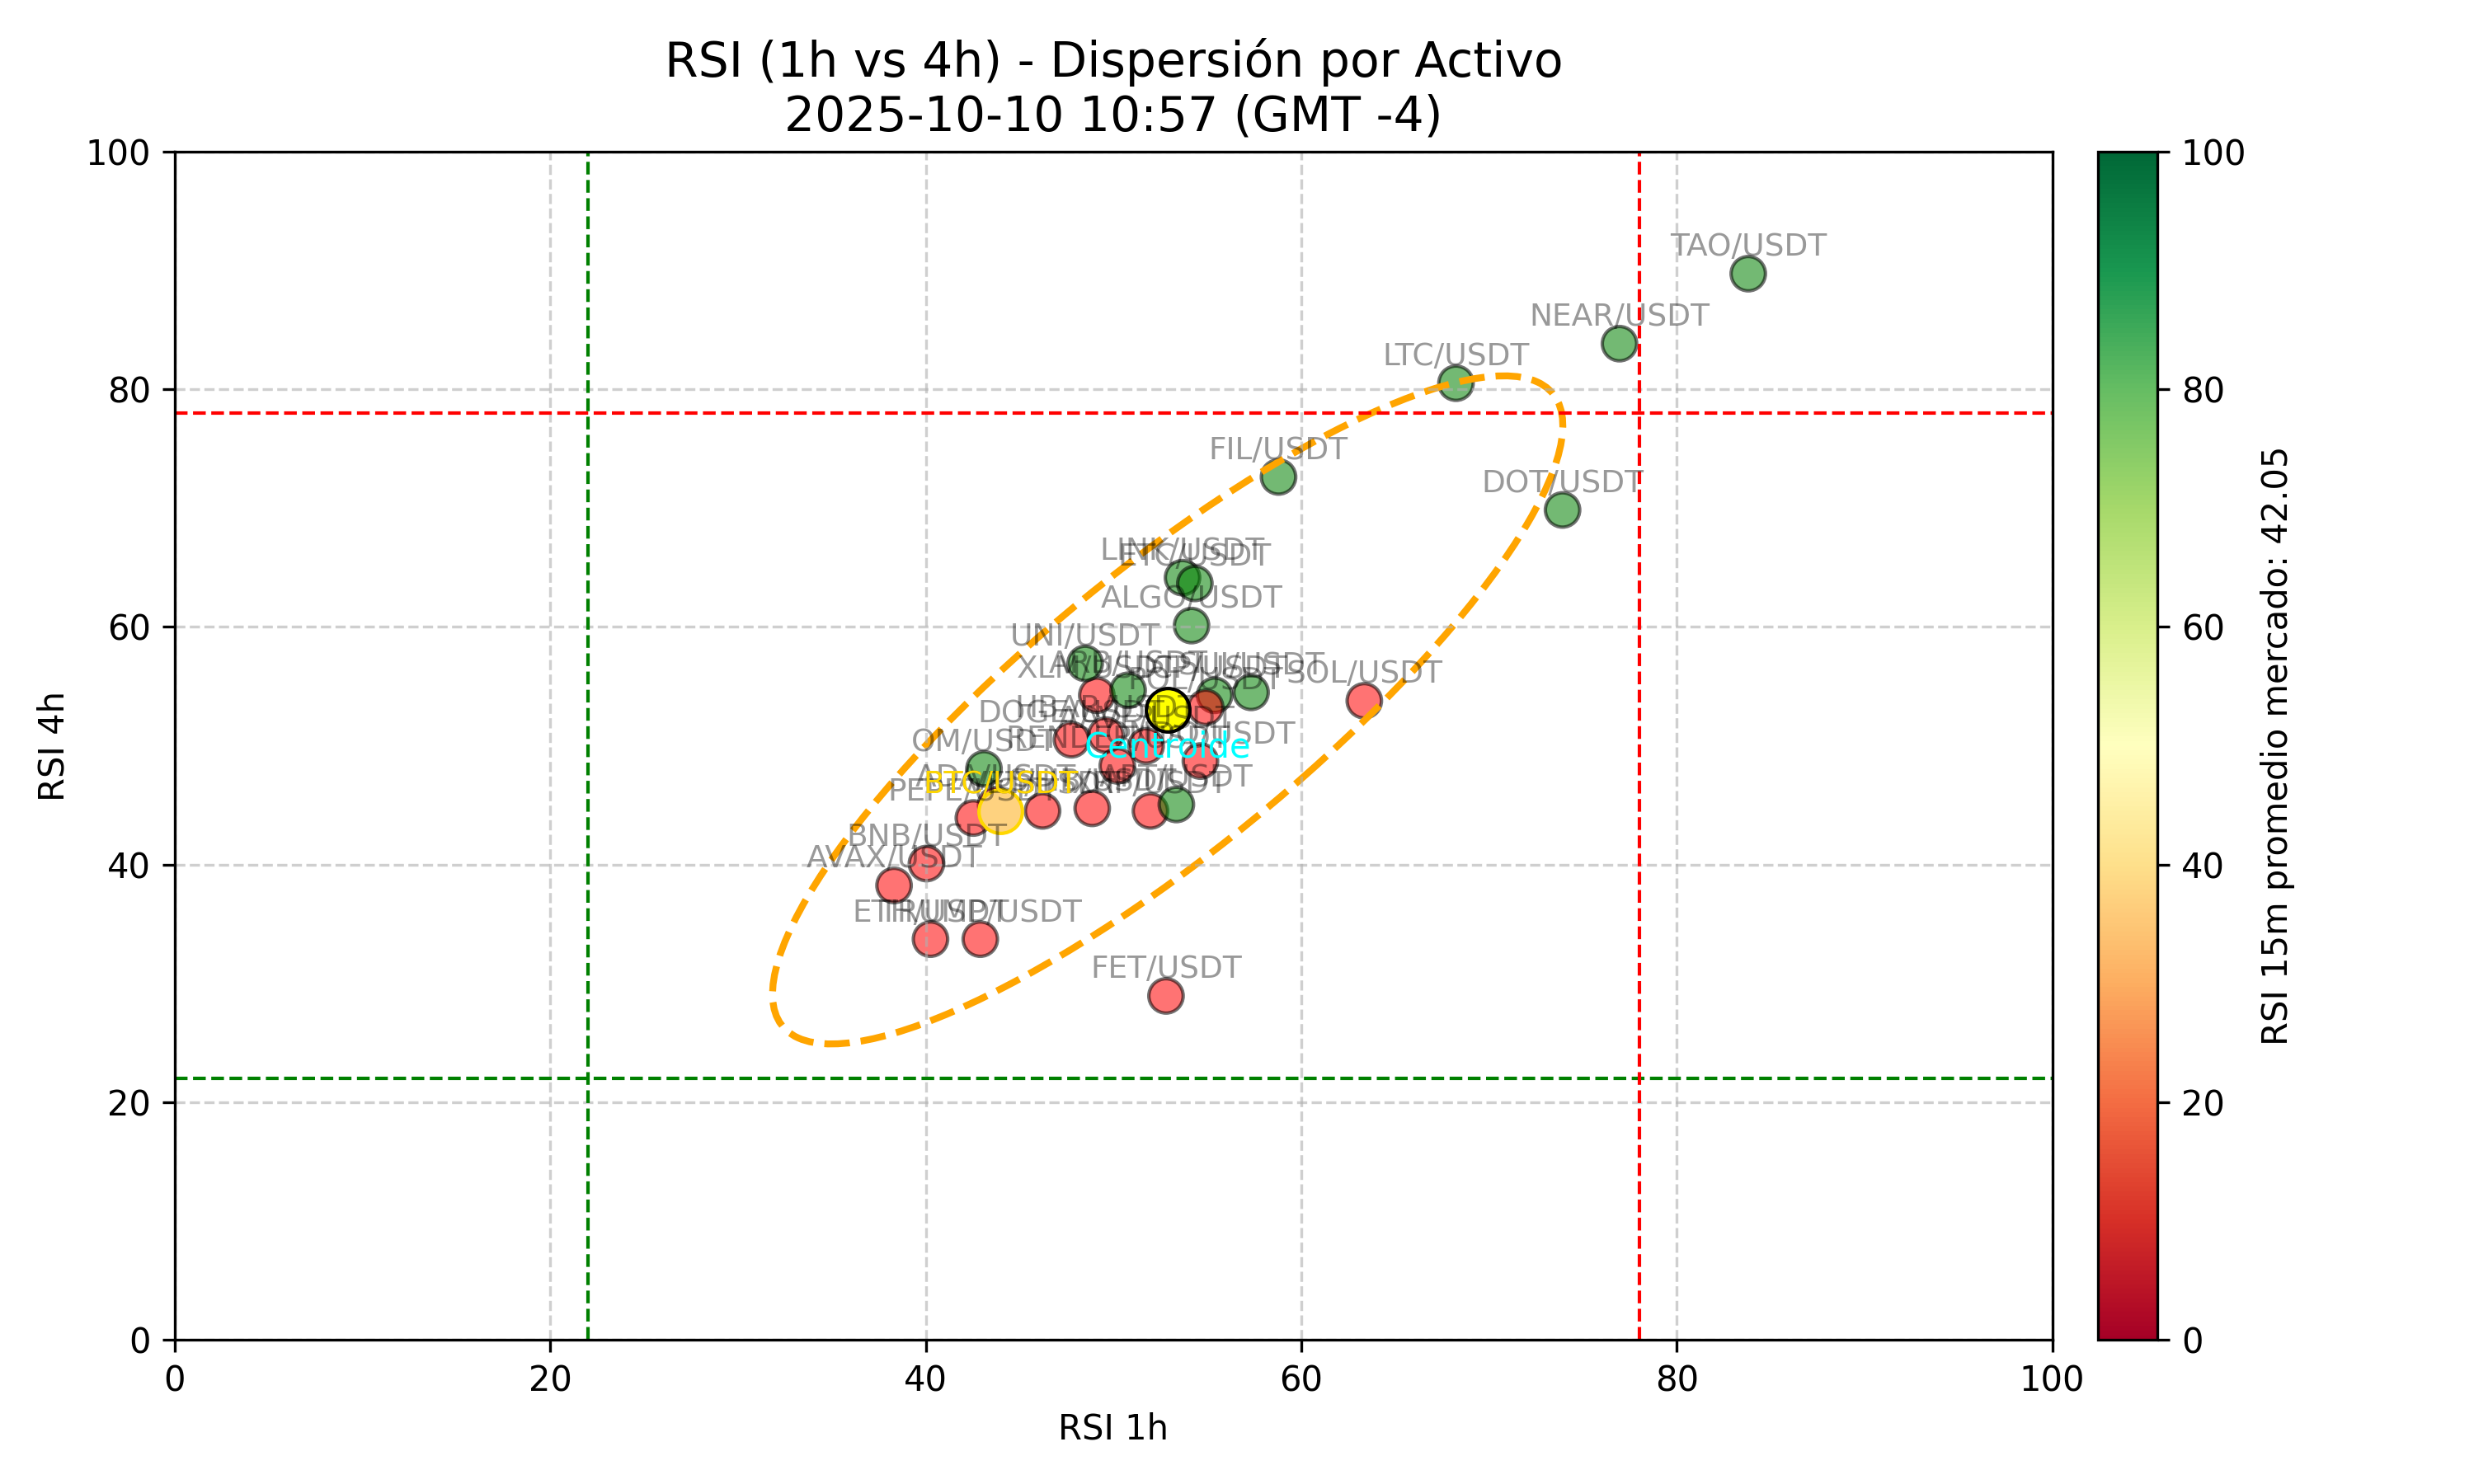 RSI (1h vs 4h) - Dispersión por Activo
2025-10-10 10:57 (GMT -4)
100
80
60
40
20
0
RSI 4h
TAO/USDT
NEAR/USDT
LTC/USDT
FIL/USDT
DOT/USDT
LINK/USDT
ETC/USDT
ALGO/USDT
UNI/USDT
ARB/USDT
SOL/USDT
DOGE/USDT
OM/USDT
Centroide
ADA/USDT
BTC/USDT
PEPE/USDT
BNB/USDT
AVAX/USDT
ETH/USDT
TRUMP/USDT
FET/USDT
0
20
40
60
80
100
RSI 1h
100
80
60
40
20
0
RSI 15m promedio mercado: 42.05